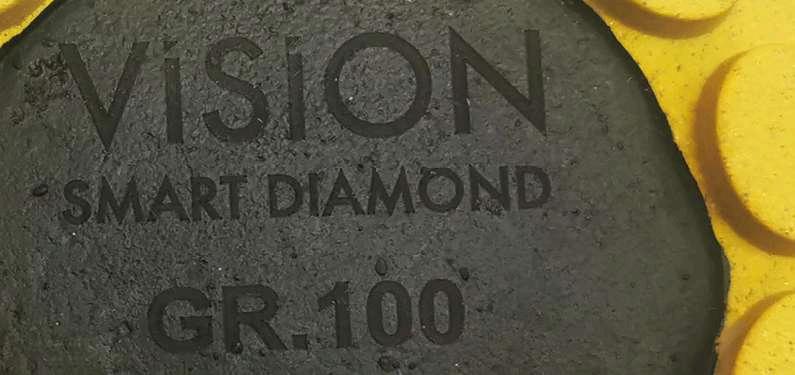 ViSiON
SMART DIAMOND
GR.100